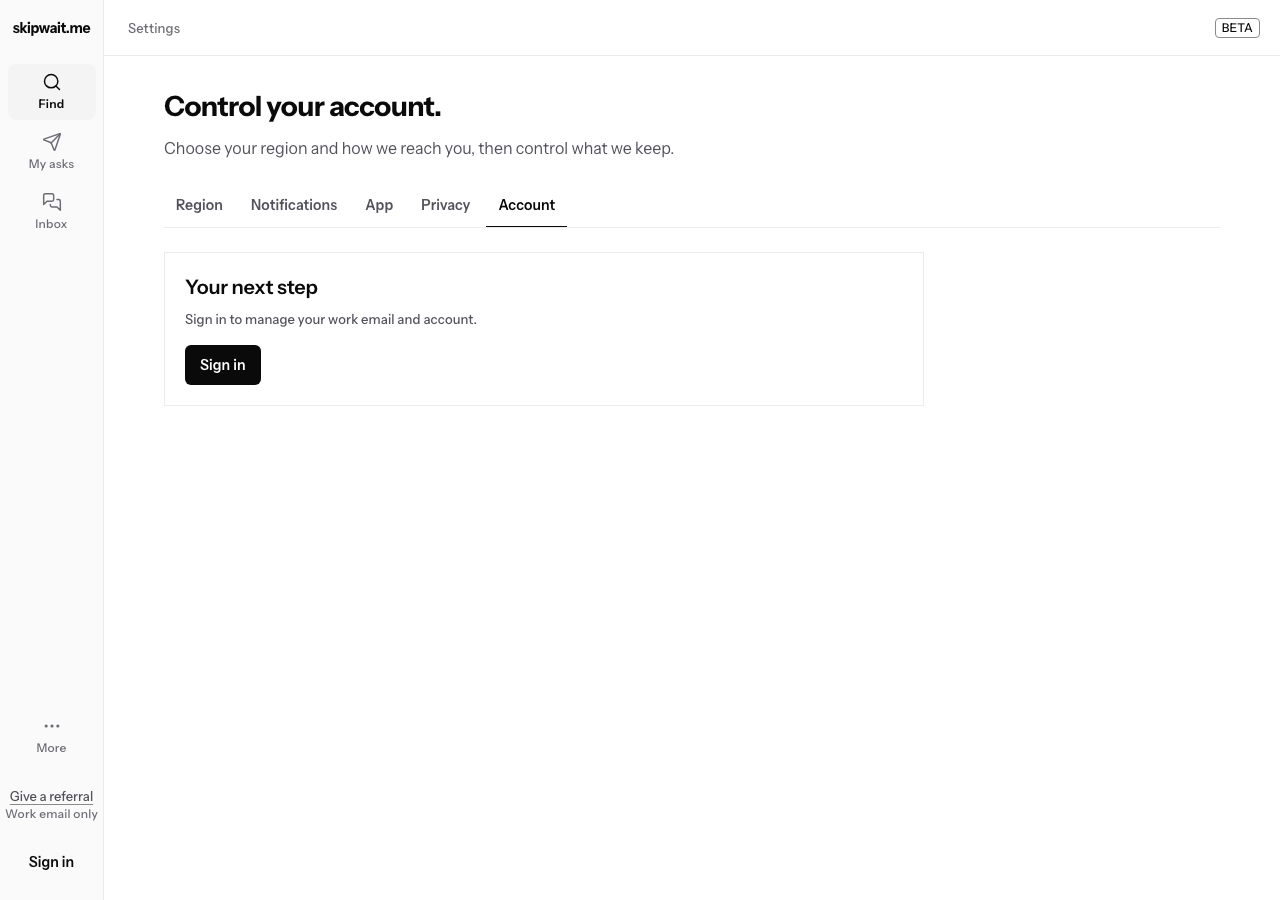 skipwait.me
Settings
BETA
Find
My asks
Inbox
Control your account.
Choose your region and how we reach you, then control what we keep.
Region
Notifications
App
Privacy
Account
Your next step
Sign in to manage your work email and account.
Sign in
More
Give a referral
Work email only
Sign in